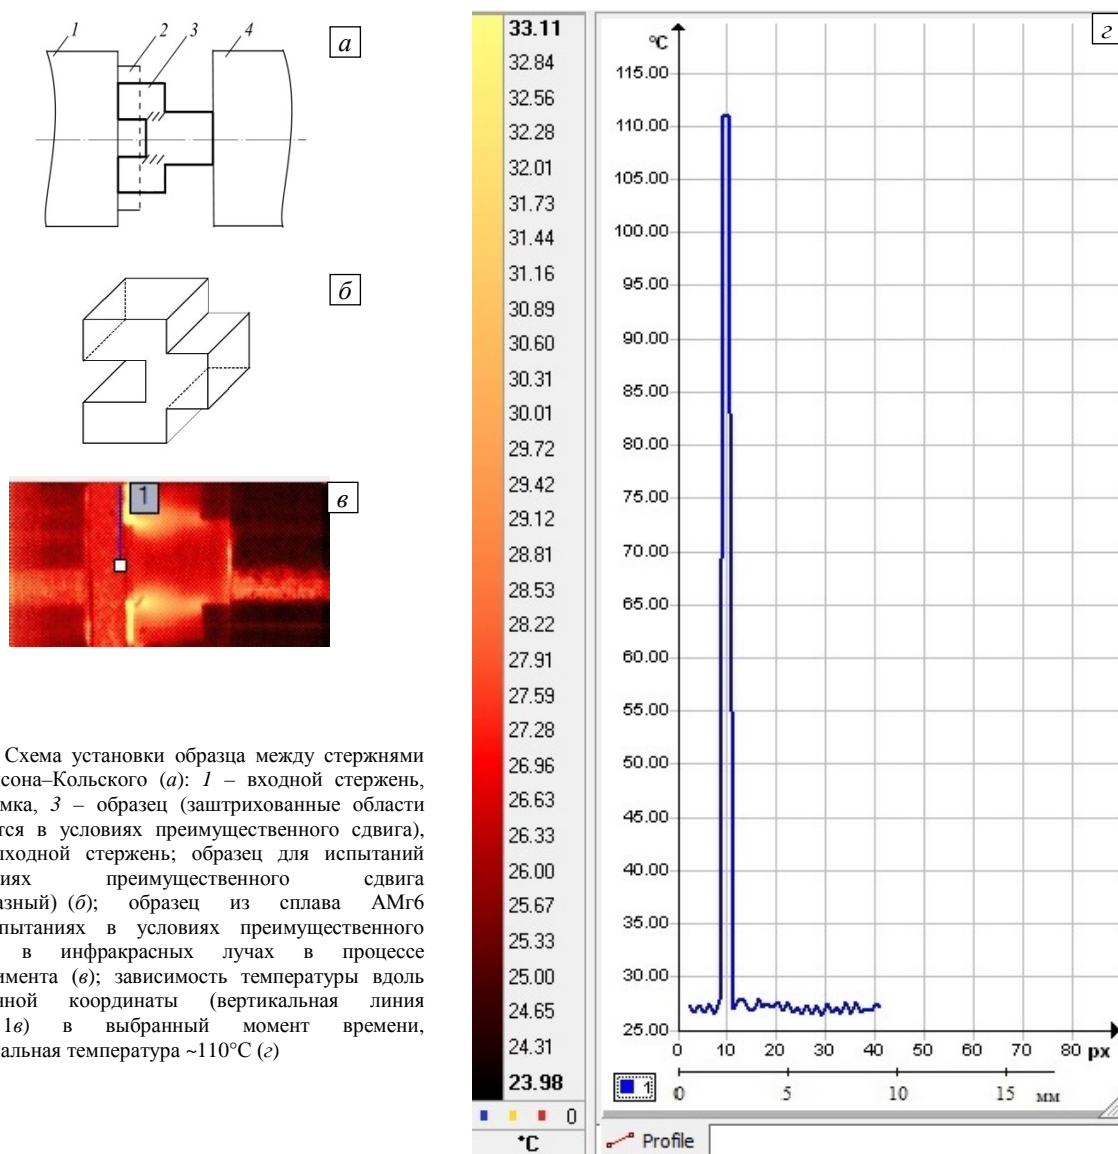 1
2
3
4
а
б
1
в
Схема установки образца между стержнями
сона–Кольского (а): 1 – входной стержень,
мка, 3 – образец (заштрихованные области
тся в условиях преимущественного сдвига),
ыходной стержень; образец для испытаний
иях преимущественного сдвига
азный) (б); образец из сплава АМг6
пытаниях в условиях преимущественного
в инфракрасных лучах в процессе
имента (в); зависимость температуры вдоль
нной координаты (вертикальная линия
1в) в выбранный момент времени,
альная температура ~110°С (г)
33.11
32.84
32.56
32.28
32.01
31.73
31.44
31.16
30.89
30.60
30.31
30.01
29.72
29.42
29.12
28.81
28.53
28.22
27.91
27.59
27.28
26.96
26.63
26.33
26.00
25.67
25.33
25.00
24.65
24.31
23.98
0
°C
г
°C
115.00
110.00
105.00
100.00
95.00
90.00
85.00
80.00
75.00
70.00
65.00
60.00
55.00
50.00
45.00
40.00
35.00
30.00
25.00
0 10 20 30 40 50 60 70 80 px
1
0 5 10 15 мм
Profile